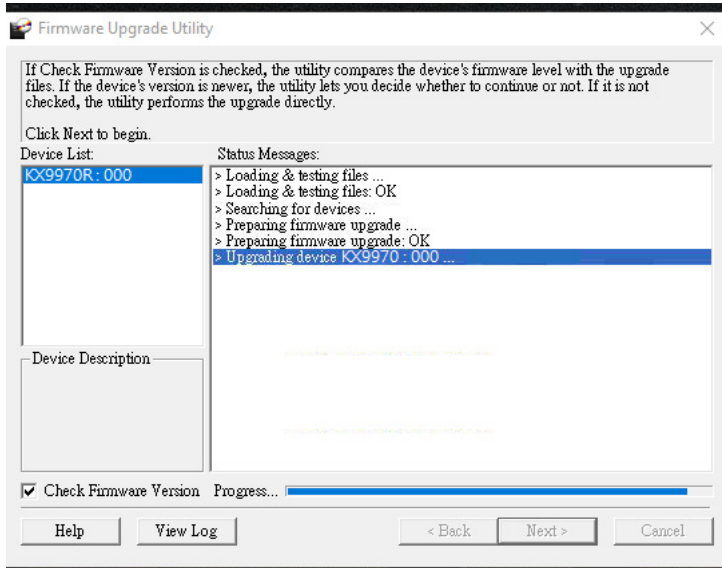 Firmware Upgrade Utility
If Check Firmware Version is checked, the utility compares the device's firmware level with the upgrade
files. If the device's version is newer, the utility lets you decide whether to continue or not. If it is not
checked, the utility performs the upgrade directly.
Click Next to begin.
Device List:
Status Messages:
KX9970R : 000
> Loading & testing files ...
> Loading & testing files: OK
> Searching for devices ...
> Preparing firmware upgrade ...
> Preparing firmware upgrade: OK
> Upgrading device KX9970 : 000 ...
Device Description
Check Firmware Version
Progress...
Help
View Log
< Back
Next >
Cancel